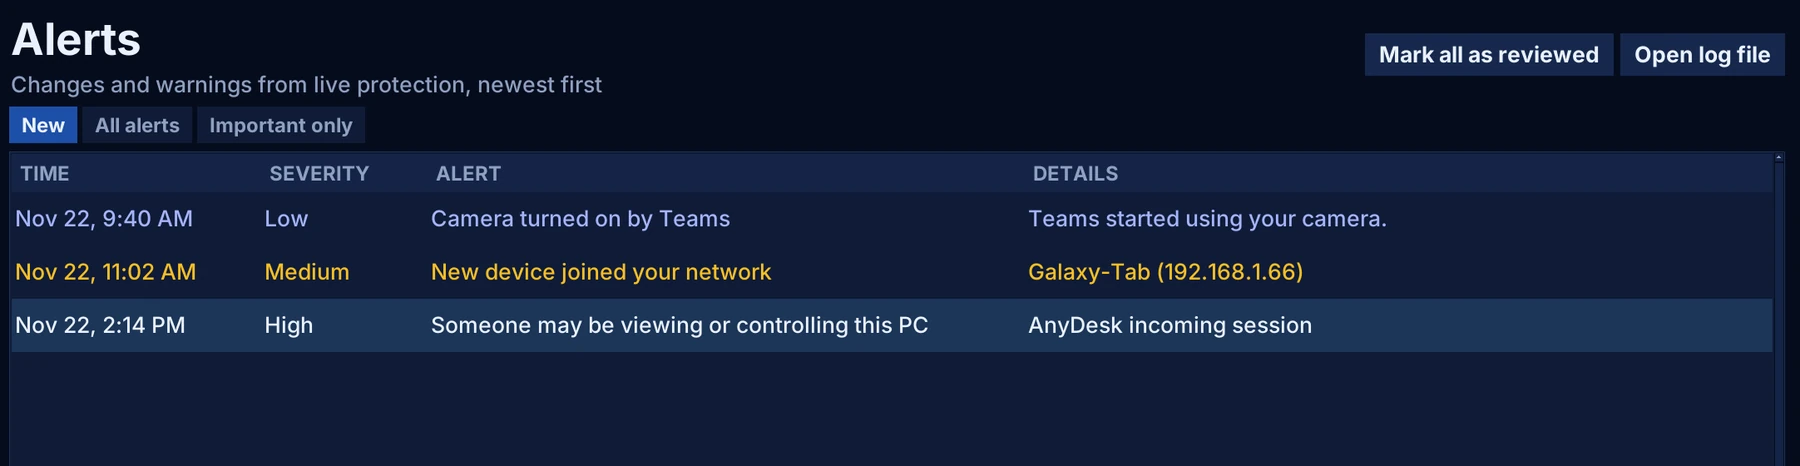 Alerts
Changes and warnings from live protection, newest first
Mark all as reviewed Open log file
New All alerts Important only
TIME SEVERITY ALERT DETAILS
Nov 22, 9:40 AM Low Camera turned on by Teams Teams started using your camera.
Nov 22, 11:02 AM Medium New device joined your network Galaxy-Tab (192.168.1.66)
Nov 22, 2:14 PM High Someone may be viewing or controlling this PC AnyDesk incoming session